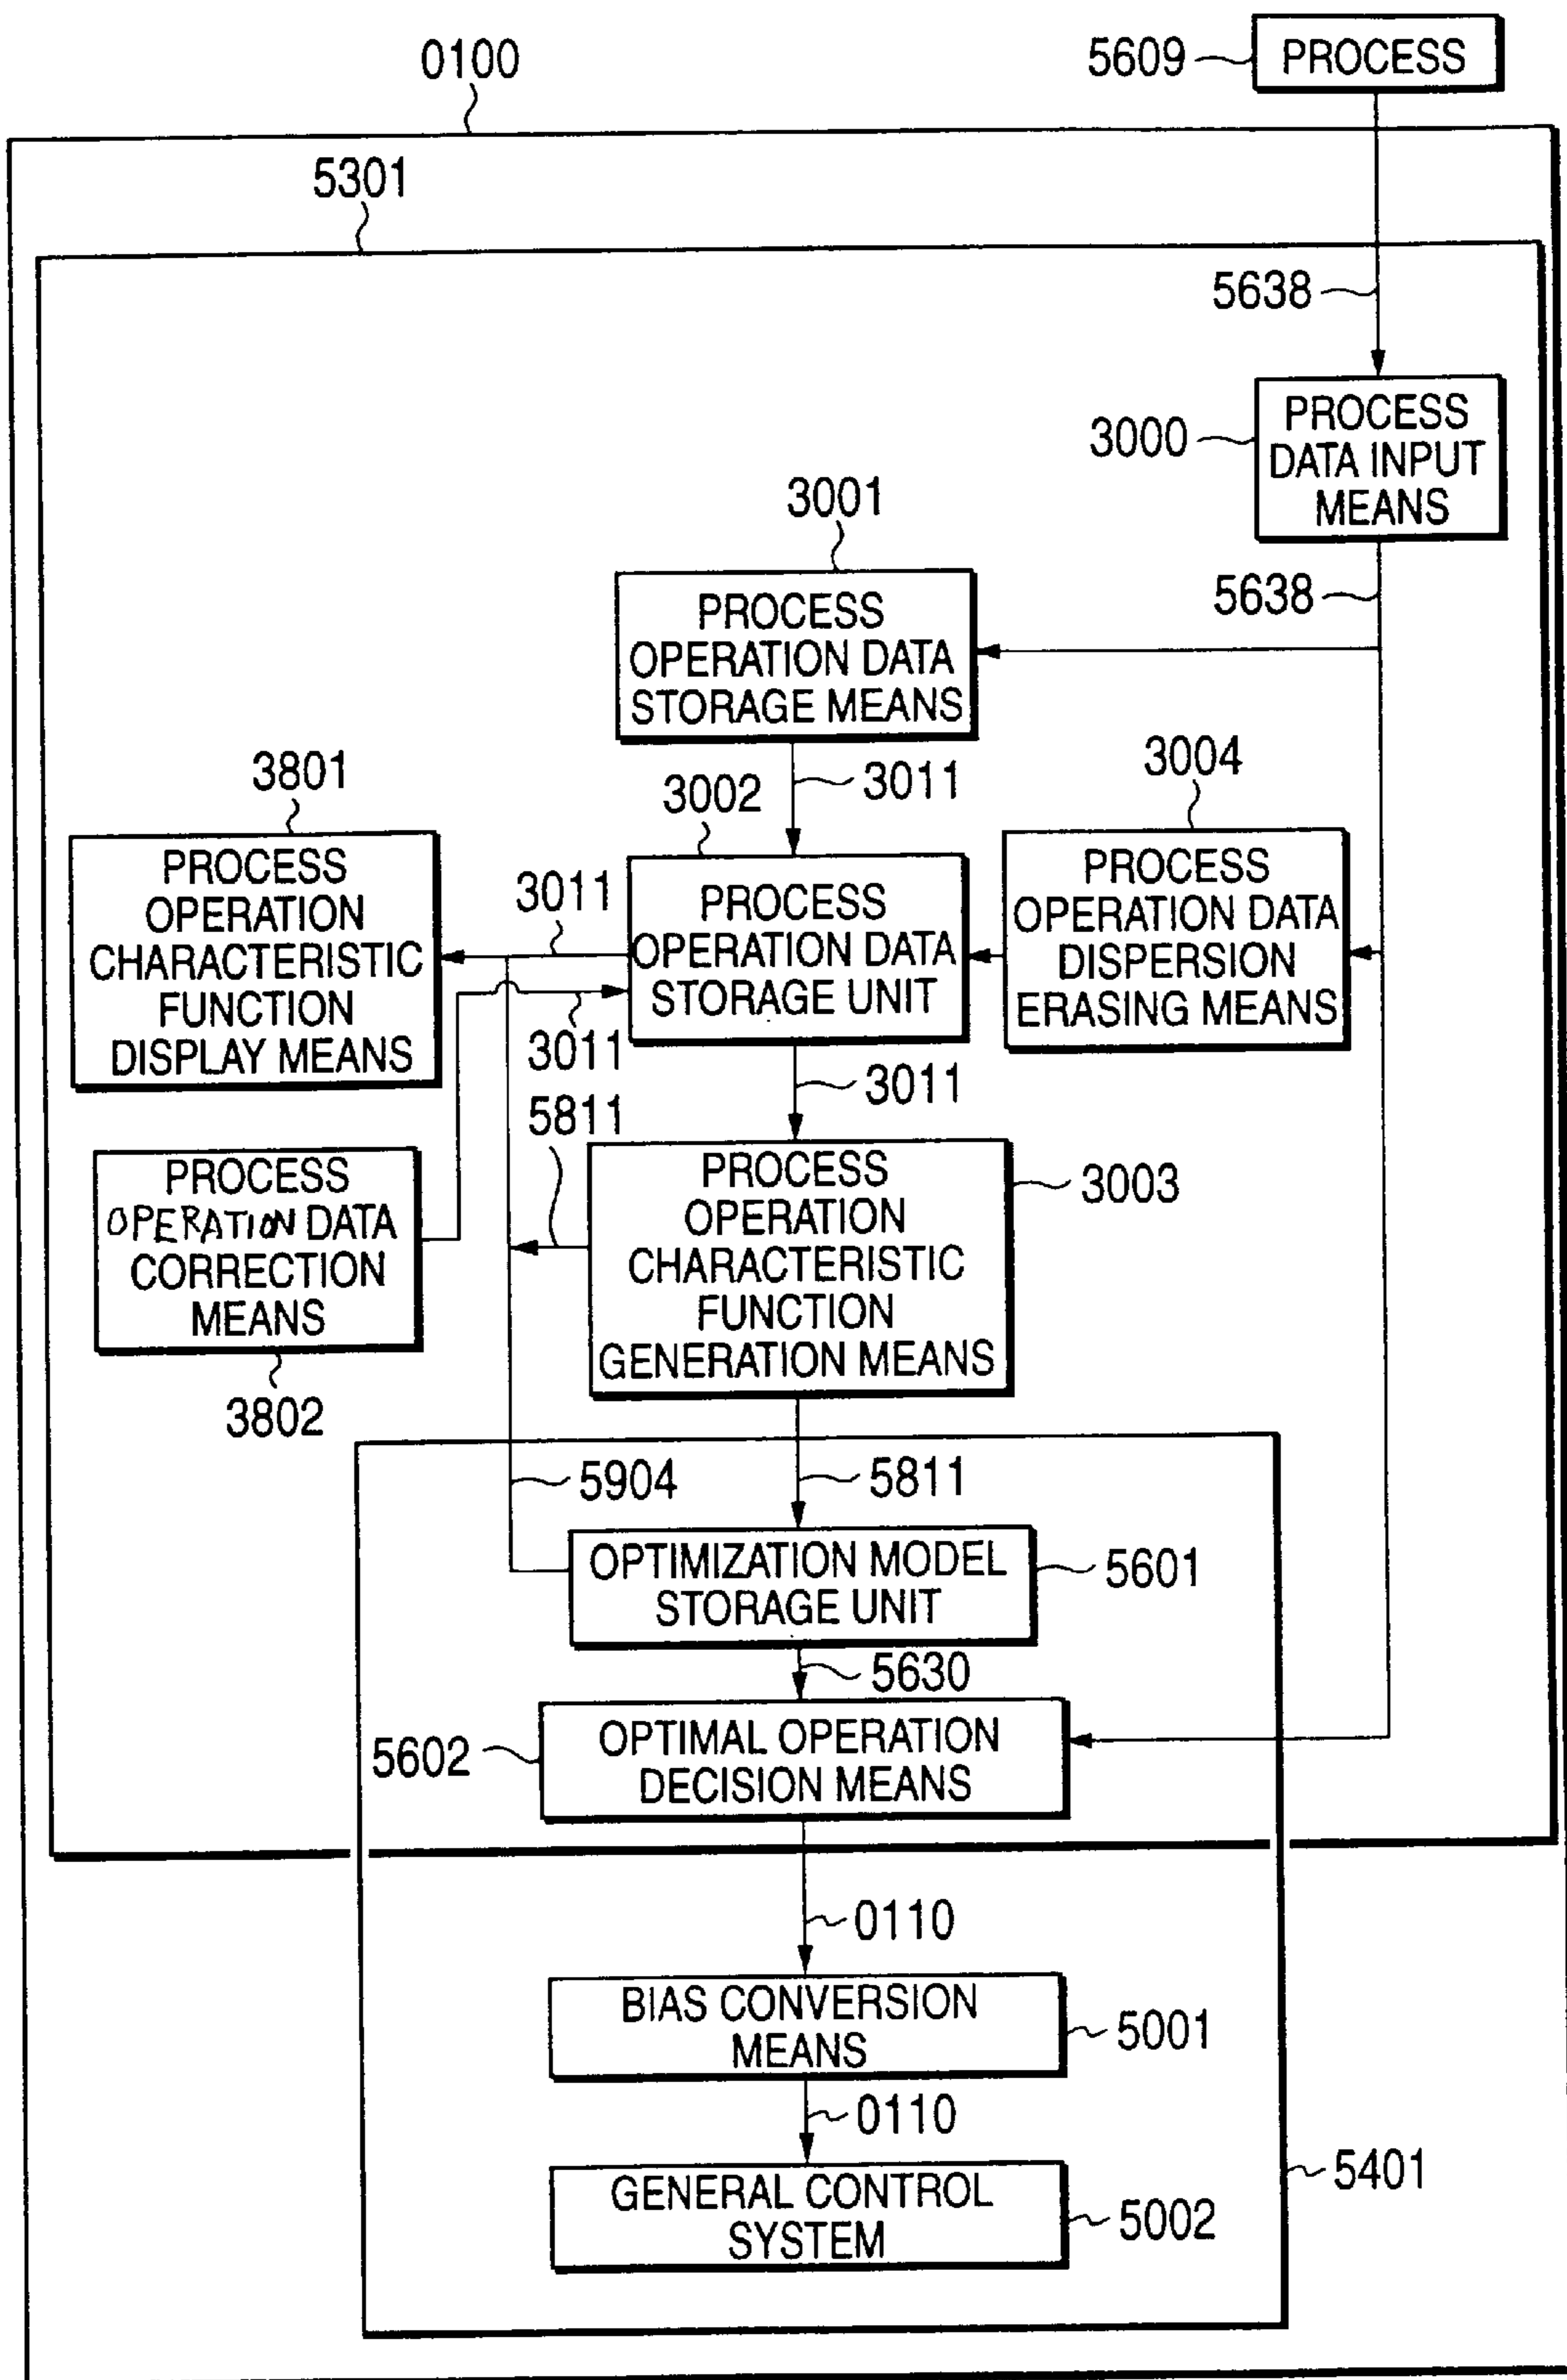 5609
PROCESS
0100
5301
5638
3000
PROCESS
DATA INPUT
MEANS
3001
5638
PROCESS
OPERATION DATA
STORAGE MEANS
3801
3002
3011
3004
PROCESS
OPERATION
CHARACTERISTIC
FUNCTION
DISPLAY MEANS
3011
3011
PROCESS
OPERATION DATA
STORAGE UNIT
PROCESS
OPERATION DATA
DISPERSION
ERASING MEANS
5811
3011
PROCESS
OPERATION DATA
CORRECTION
MEANS
3802
PROCESS
OPERATION
CHARACTERISTIC
FUNCTION
GENERATION MEANS
3003
5904
5811
OPTIMIZATION MODEL
STORAGE UNIT
5601
5630
5602
OPTIMAL OPERATION
DECISION MEANS
0110
BIAS CONVERSION
MEANS
5001
0110
GENERAL CONTROL
SYSTEM
5002
5401